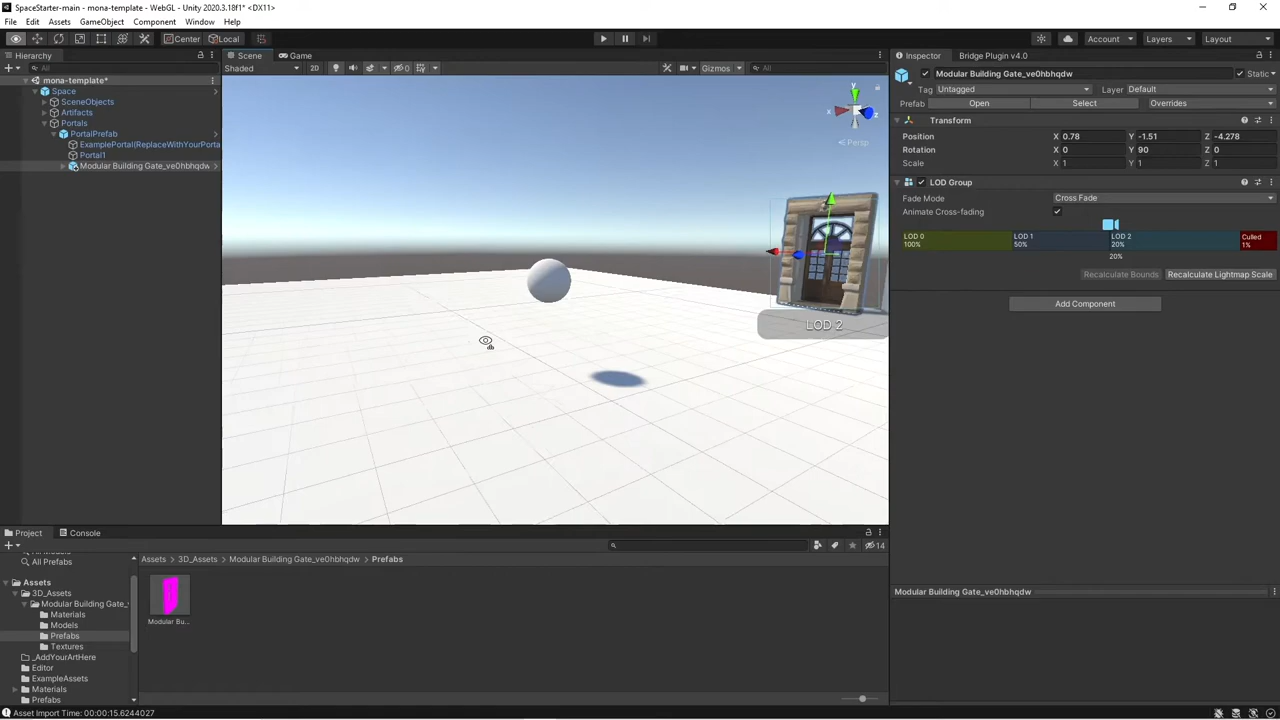 SpaceStarter-main - mona-template - WebGL - Unity 2020.3.18f1* <DX11>
File Edit Assets GameObject Component Window Help
Center Local Account Layers Layout
Hierarchy Scene Game Inspector Bridge Plugin v4.0
All Shaded 2D 0 Gizmos All
mona-template*
Space
SceneObjects
Artifacts
Portals
PortalPrefab
ExamplePortal(ReplaceWithYourPorta
Portal1
Modular Building Gate_ve0hbhqdw
y
x
z
Persp
LOD 2
Modular Building Gate_ve0hbhqdw Static
Tag Untagged Layer Default
Prefab Open Select Overrides
Transform
Position X 0.78 Y -1.51 Z -4.278
Rotation X 0 Y 90 Z 0
Scale X 1 Y 1 Z 1
LOD Group
Fade Mode Cross Fade
Animate Cross-fading
LOD 0 LOD 1 LOD 2 Culled
100% 50% 20% 1%
20%
Recalculate Bounds Recalculate Lightmap Scale
Add Component
Project Console
14
All Prefabs
Assets
3D_Assets
Modular Building Gate_
Materials
Models
Prefabs
Textures
_AddYourArtHere
Editor
ExampleAssets
Materials
Prefabs
Assets > 3D_Assets > Modular Building Gate_ve0hbhqdw > Prefabs
Modular Bu...
Modular Building Gate_ve0hbhqdw
Asset Import Time: 00:00:15.6244027